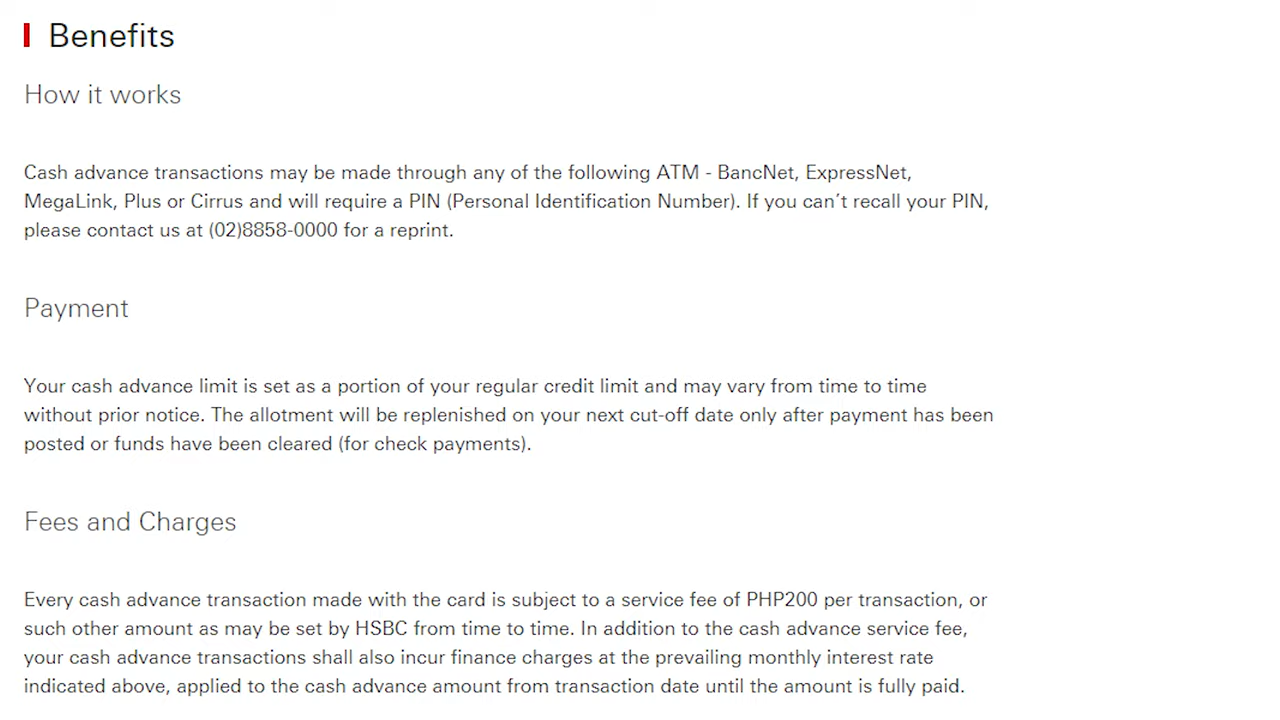 Benefits
How it works
Cash advance transactions may be made through any of the following ATM - BancNet, ExpressNet,
MegaLink, Plus or Cirrus and will require a PIN (Personal Identification Number). If you can't recall your PIN,
please contact us at (02)8858-0000 for a reprint.
Payment
Your cash advance limit is set as a portion of your regular credit limit and may vary from time to time
without prior notice. The allotment will be replenished on your next cut-off date only after payment has been
posted or funds have been cleared (for check payments).
Fees and Charges
Every cash advance transaction made with the card is subject to a service fee of PHP200 per transaction, or
such other amount as may be set by HSBC from time to time. In addition to the cash advance service fee,
your cash advance transactions shall also incur finance charges at the prevailing monthly interest rate
indicated above, applied to the cash advance amount from transaction date until the amount is fully paid.